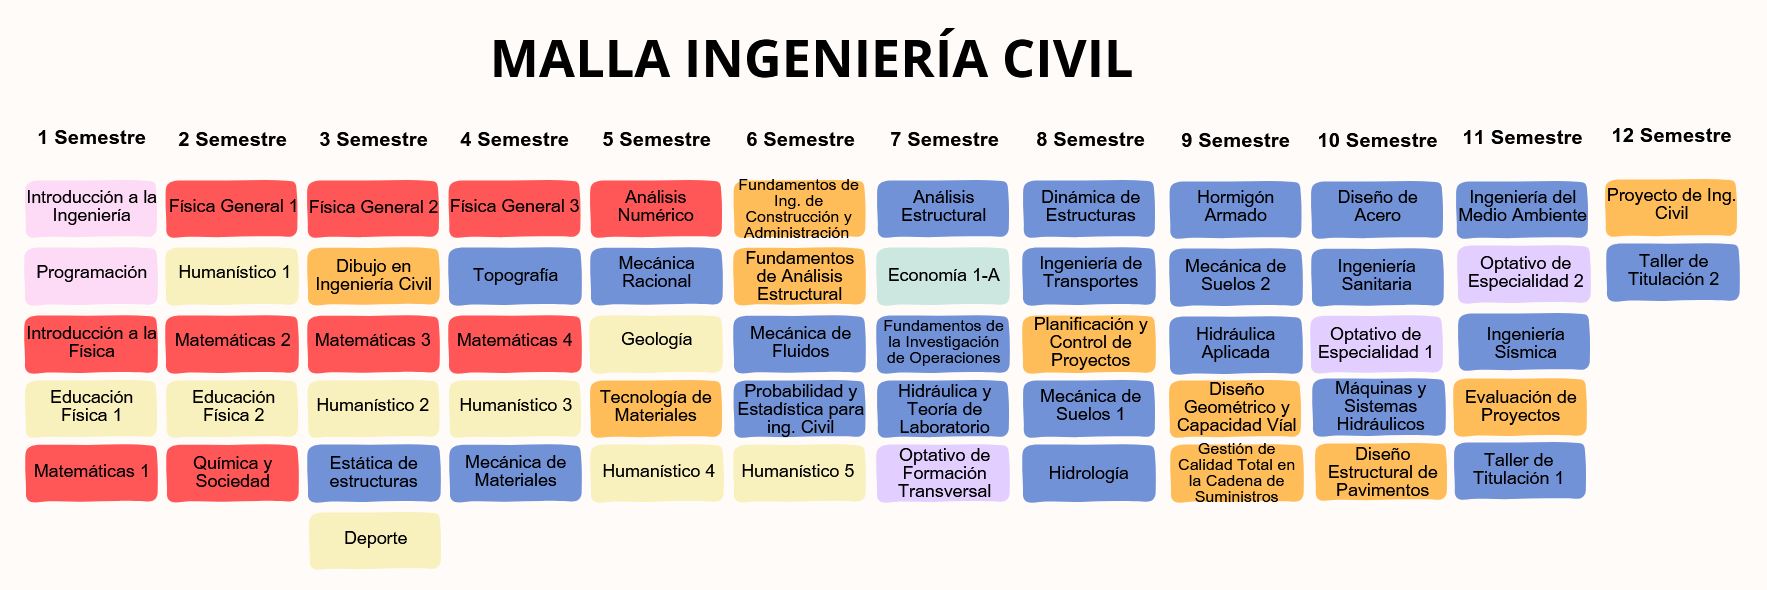 MALLA INGENIERÍA CIVIL
1 Semestre
2 Semestre
3 Semestre
4 Semestre
5 Semestre
6 Semestre
7 Semestre
8 Semestre
9 Semestre
10 Semestre
11 Semestre
12 Semestre
Introducción a la
Ingeniería
Física General 1
Física General 2
Física General 3
Análisis
Numérico
Fundamentos de
Ing. de
Construcción y
Administración
Análisis
Estructural
Dinámica de
Estructuras
Hormigón
Armado
Diseño de
Acero
Ingeniería del
Medio Ambiente
Proyecto de Ing.
Civil
Programación
Humanístico 1
Dibujo en
Ingeniería Civil
Topografía
Mecánica
Racional
Fundamentos
de Análisis
Estructural
Economía 1-A
Ingeniería de
Transportes
Mecánica de
Suelos 2
Ingeniería
Sanitaria
Optativo de
Especialidad 2
Taller de
Titulación 2
Introducción a la
Física
Matemáticas 2
Matemáticas 3
Matemáticas 4
Geología
Mecánica de
Fluidos
Fundamentos de
la Investigación
de Operaciones
Planificación y
Control de
Proyectos
Hidráulica
Aplicada
Optativo de
Especialidad 1
Ingeniería
Sísmica
Educación
Física 1
Educación
Física 2
Humanístico 2
Humanístico 3
Tecnología de
Materiales
Probabilidad y
Estadística para
ing. Civil
Hidráulica y
Teoría de
Laboratorio
Mecánica de
Suelos 1
Diseño
Geométrico y
Capacidad Víal
Máquinas y
Sistemas
Hidráulicos
Evaluación de
Proyectos
Matemáticas 1
Química y
Sociedad
Estática de
estructuras
Mecánica de
Materiales
Humanístico 4
Humanístico 5
Optativo de
Formación
Transversal
Hidrología
Gestión de
Calidad Total en
la Cadena de
Suministros
Diseño
Estructural de
Pavimentos
Taller de
Titulación 1
Deporte